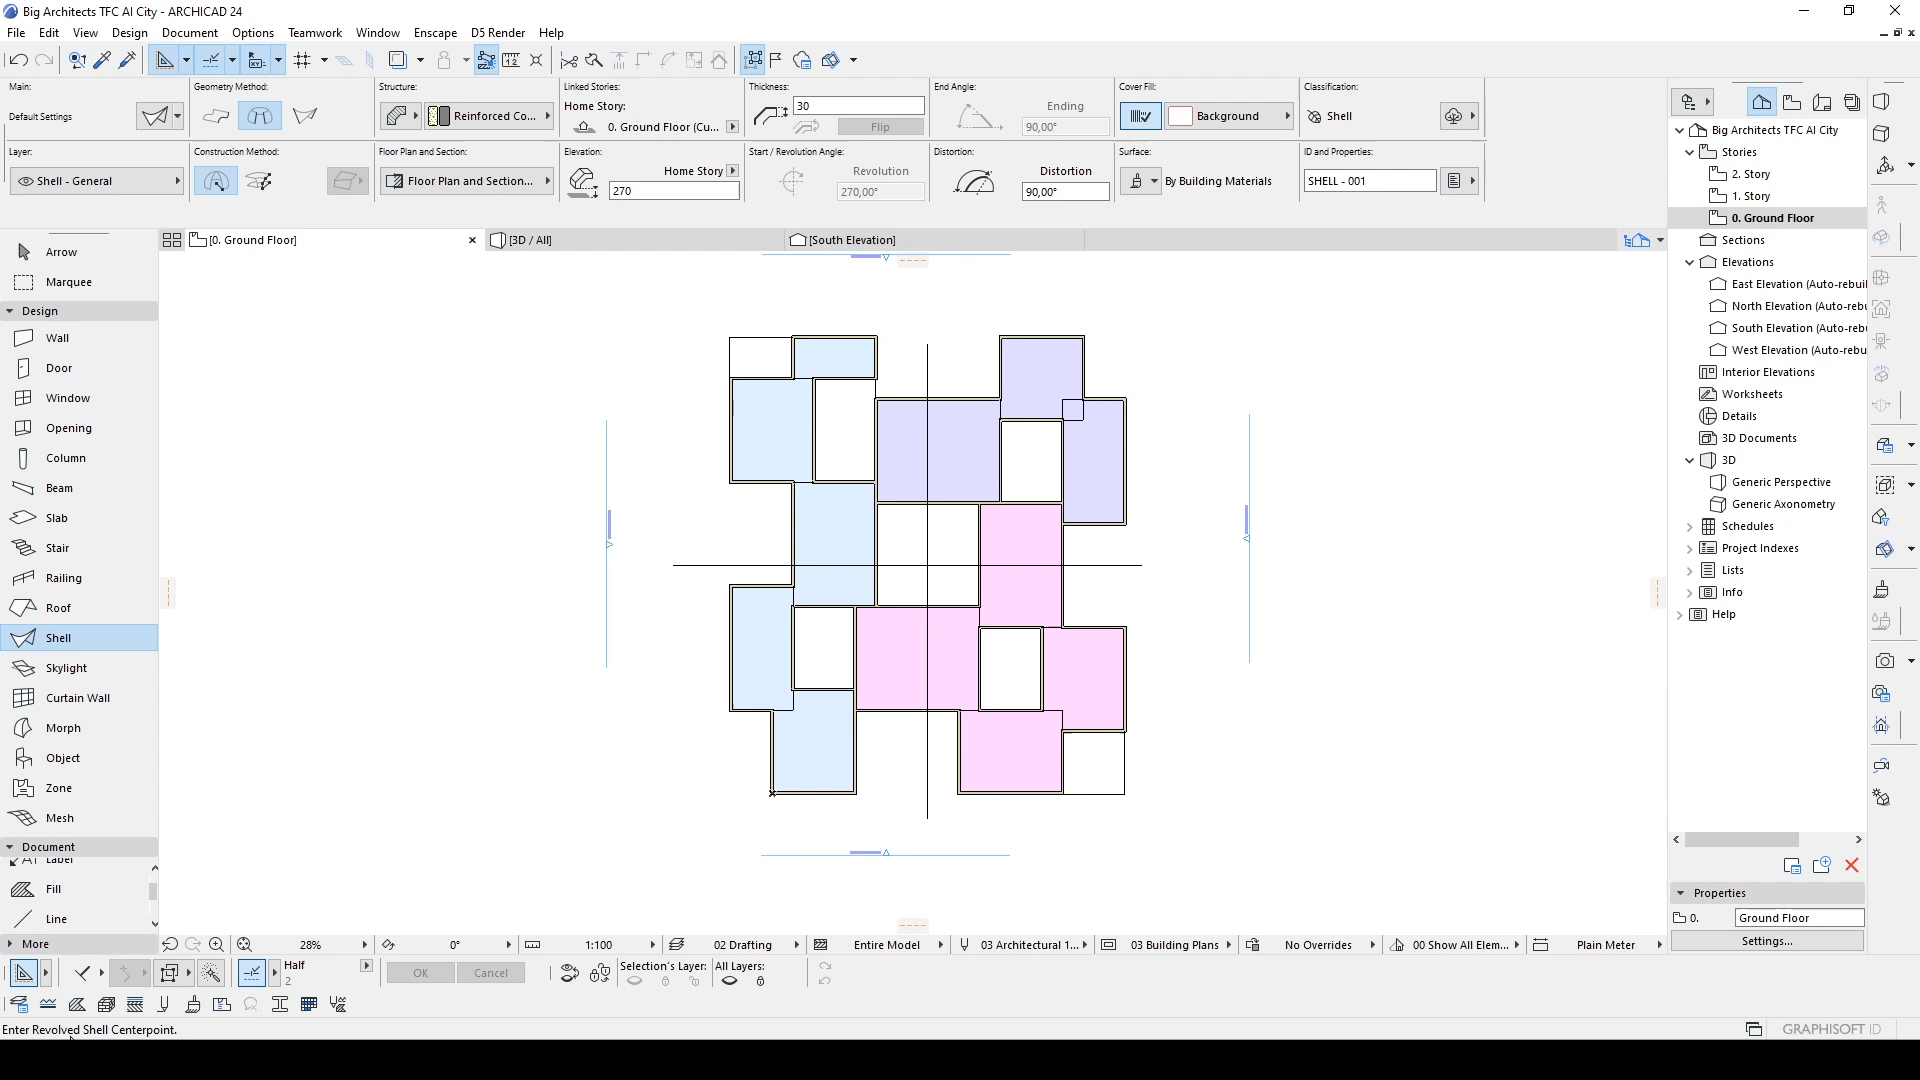 Big Architects TFC AI City - ARCHICAD 24
File Edit View Design Document Options Teamwork Window Enscape D5 Render Help
Main: Geometry Method: Structure: Linked Stories: Thickness: End Angle: Cover Fill: Classification:
Default Settings Reinforced Co... Home Story: 30 Ending Background Shell
0. Ground Floor (Cu... Flip 90,00°
Layer: Construction Method: Floor Plan and Section: Elevation: Start / Revolution Angle: Distortion: Surface: ID and Properties:
Home Story Revolution Distortion
Shell - General Floor Plan and Section... 270 270,00° 90,00° By Building Materials SHELL - 001
[0. Ground Floor] [3D / All] [South Elevation]
Arrow
Marquee
Design
Wall
Door
Window
Opening
Column
Beam
Slab
Stair
Railing
Roof
Shell
Skylight
Curtain Wall
Morph
Object
Zone
Mesh
Document
Label
Fill
Line
More
Big Architects TFC AI City
Stories
2. Story
1. Story
0. Ground Floor
Sections
Elevations
East Elevation (Auto-rebuil
North Elevation (Auto-rebu
South Elevation (Auto-reb
West Elevation (Auto-rebu
Interior Elevations
Worksheets
Details
3D Documents
3D
Generic Perspective
Generic Axonometry
Schedules
Project Indexes
Lists
Info
Help
Properties
0. Ground Floor
Settings...
28% 0° 1:100 02 Drafting Entire Model 03 Architectural 1... 03 Building Plans No Overrides 00 Show All Elem... Plain Meter
Half
2
OK Cancel
Selection's Layer: All Layers:
Enter Revolved Shell Centerpoint.
GRAPHISOFT ID